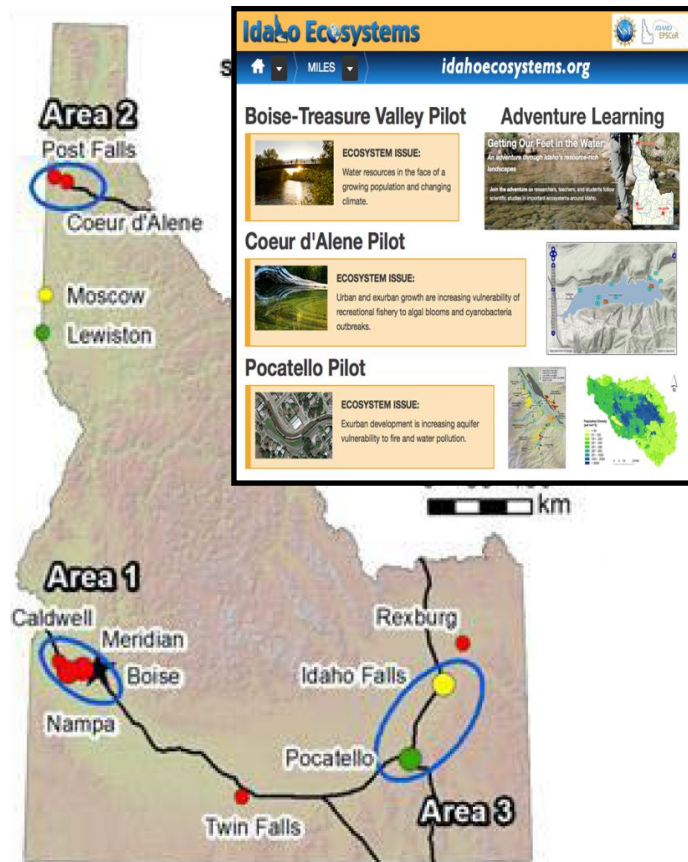 Idaho Ecosystems
IDAHO
EPSCoR
MILES
idahoecosystems.org
Boise-Treasure Valley Pilot
ECOSYSTEM ISSUE:
Water resources in the face of a
growing population and changing
climate.
Adventure Learning
Getting Our Feet in the Water:
An adventure through Idaho's resource-rich
landscapes
Join the adventure as researchers, teachers, and students follow
scientific studies in important ecosystems around Idaho.
Coeur d'Alene Pilot
ECOSYSTEM ISSUE:
Urban and exurban growth are increasing vulnerability of
recreational fishery to algal blooms and cyanobacteria
outbreaks.
Pocatello Pilot
ECOSYSTEM ISSUE:
Exurban development is increasing aquifer
vulnerability to fire and water pollution.
Area 2
Post Falls
Coeur d'Alene
Moscow
Lewiston
km
Area 1
Caldwell
Meridian
Boise
Nampa
Rexburg
Idaho Falls
Pocatello
Twin Falls
Area 3